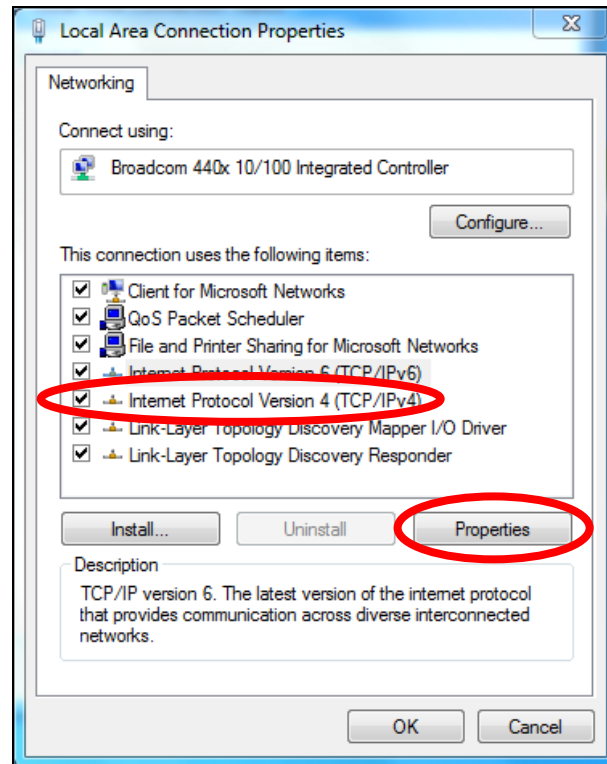 Local Area Connection Properties
Networking
Connect using:
Broadcom 440x 10/100 Integrated Controller
Configure...
This connection uses the following items:
Client for Microsoft Networks
QoS Packet Scheduler
File and Printer Sharing for Microsoft Networks
Internet Protocol Version 6 (TCP/IPv6)
Internet Protocol Version 4 (TCP/IPv4)
Link-Layer Topology Discovery Mapper I/O Driver
Link-Layer Topology Discovery Responder
Install... Uninstall Properties
Description
TCP/IP version 6. The latest version of the internet protocol
that provides communication across diverse interconnected
networks.
OK Cancel